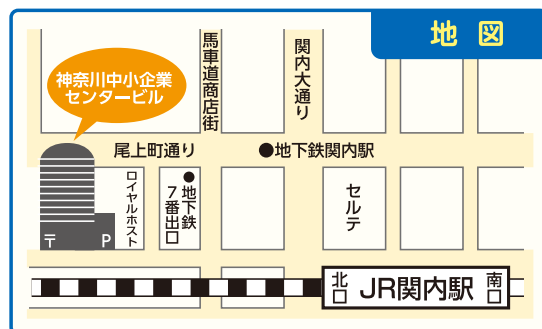 地 図
神奈川中小企業
センタービル
馬車道商店街
関内大通り
尾上町通り
●地下鉄関内駅
ロイヤルホスト
●地下鉄
7番出口
セルテ
〒
P
北口
JR関内駅
南口